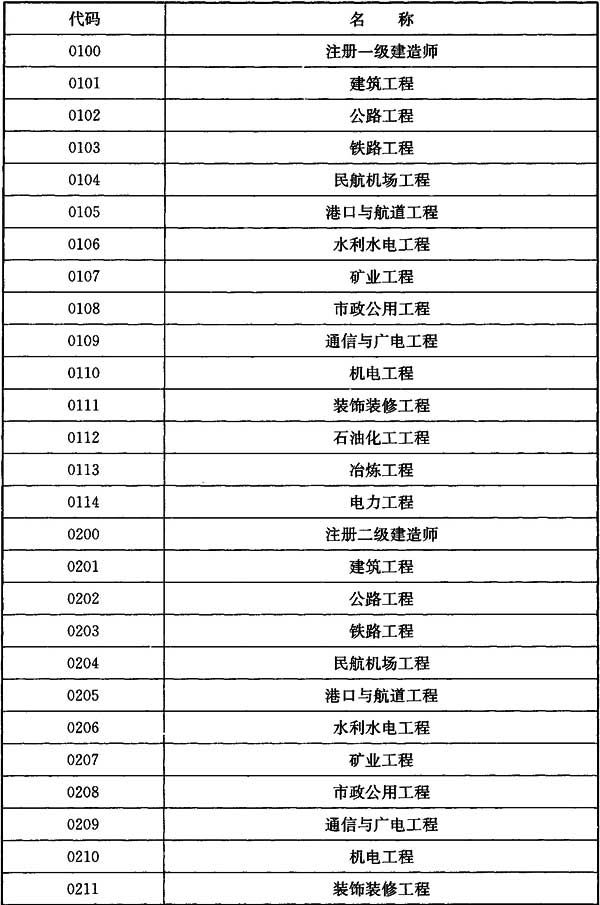 代码 名 称
0100 注册一级建造师
0101 建筑工程
0102 公路工程
0103 铁路工程
0104 民航机场工程
0105 港口与航道工程
0106 水利水电工程
0107 矿业工程
0108 市政公用工程
0109 通信与广电工程
0110 机电工程
0111 装饰装修工程
0112 石油化工工程
0113 冶炼工程
0114 电力工程
0200 注册二级建造师
0201 建筑工程
0202 公路工程
0203 铁路工程
0204 民航机场工程
0205 港口与航道工程
0206 水利水电工程
0207 矿业工程
0208 市政公用工程
0209 通信与广电工程
0210 机电工程
0211 装饰装修工程